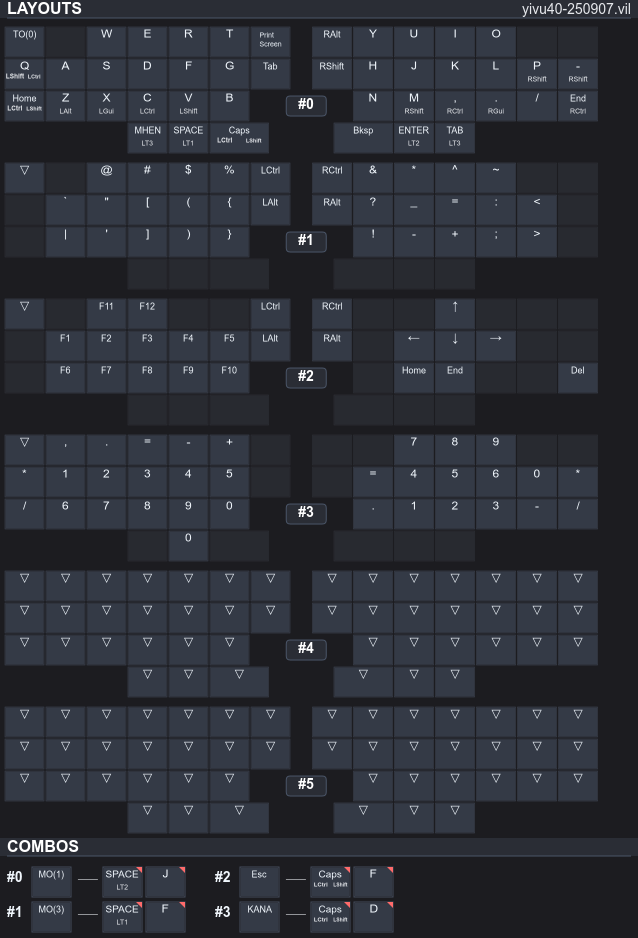 LAYOUTS yivu40-250907.vil
TO(0) W E R T Print Screen RAlt Y U I O
Q LShift LCtrl A S D F G Tab RShift H J K L P RShift - RShift
Home LCtrl LShift Z LAlt X LGui C LCtrl V LShift B #0 N M RShift , RCtrl . RGui / End RCtrl
MHEN LT3 SPACE LT1 Caps LCtrl LShift Bksp ENTER LT2 TAB LT3
▽ @ # $ % LCtrl RCtrl & * ^ ~
` " [ ( { LAlt RAlt ? _ = : <
| ' ] ) } #1 ! - + ; >
▽ F11 F12 LCtrl RCtrl ↑
F1 F2 F3 F4 F5 LAlt RAlt ← ↓ →
F6 F7 F8 F9 F10 #2 Home End Del
▽ , . = - + 7 8 9
* 1 2 3 4 5 = 4 5 6 0 *
/ 6 7 8 9 0 #3 . 1 2 3 - /
0
▽ ▽ ▽ ▽ ▽ ▽ ▽ ▽ ▽ ▽ ▽ ▽ ▽ ▽
▽ ▽ ▽ ▽ ▽ ▽ ▽ ▽ ▽ ▽ ▽ ▽ ▽ ▽
▽ ▽ ▽ ▽ ▽ ▽ #4 ▽ ▽ ▽ ▽ ▽ ▽
▽ ▽ ▽ ▽ ▽ ▽
▽ ▽ ▽ ▽ ▽ ▽ ▽ ▽ ▽ ▽ ▽ ▽ ▽ ▽
▽ ▽ ▽ ▽ ▽ ▽ ▽ ▽ ▽ ▽ ▽ ▽ ▽ ▽
▽ ▽ ▽ ▽ ▽ ▽ #5 ▽ ▽ ▽ ▽ ▽ ▽
▽ ▽ ▽ ▽ ▽ ▽
COMBOS
#0 MO(1) — SPACE LT2 J #2 Esc — Caps LCtrl LShift F
#1 MO(3) — SPACE LT1 F #3 KANA — Caps LCtrl LShift D